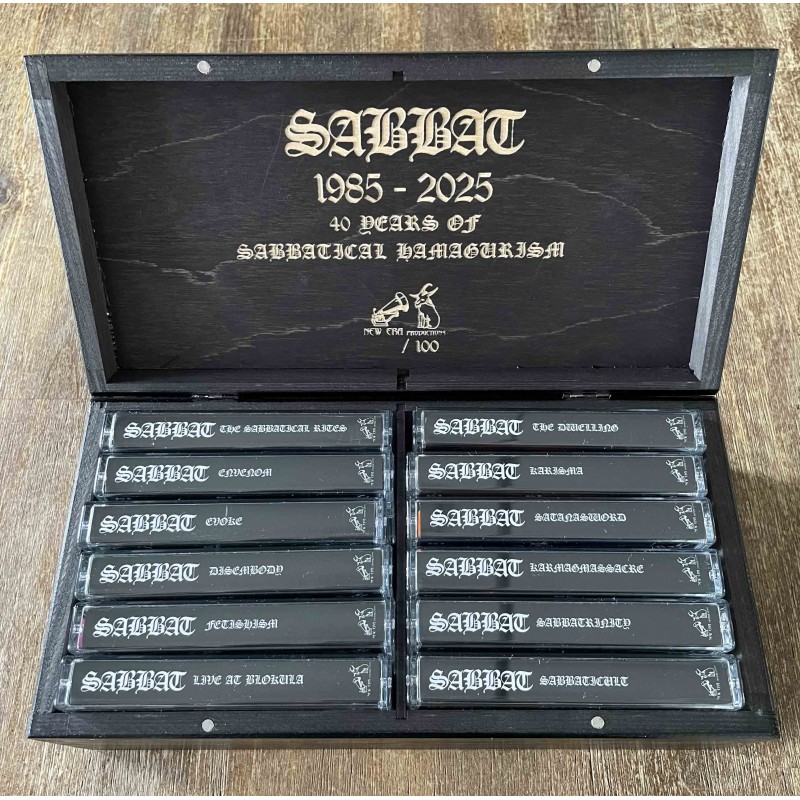 SABBAT
1985 - 2025
40 YEARS OF
SABBATICAL HAMAGURISM
NEW ERA PRODUCTIONS
/ 100
SABBAT THE SABBATICAL RITES
SABBAT ENVENOM
SABBAT EVOKE
SABBAT DISEMBODY
SABBAT FETISHISM
SABBAT LIVE AT BLOKULA
SABBAT THE DWELLING
SABBAT KARISMA
SABBAT SATANASWORD
SABBAT KARMAGMASSACRE
SABBAT SABBATRINITY
SABBAT SABBATICULT